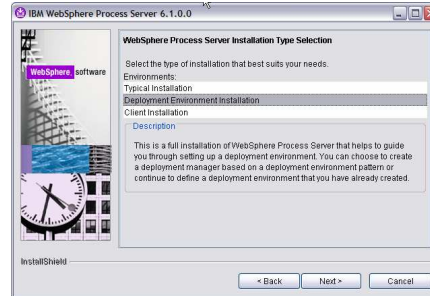 IBM WebSphere Process Server 6.1.0.0
WebSphere software
WebSphere Process Server Installation Type Selection
Select the type of installation that best suits your needs.
Environments:
Typical Installation
Deployment Environment Installation
Client Installation
Description
This is a full installation of WebSphere Process Server that helps to guide
you through setting up a deployment environment. You can choose to create
a deployment manager based on a deployment environment pattern or
continue to define a deployment environment that you have already created.
InstallShield
< Back
Next >
Cancel